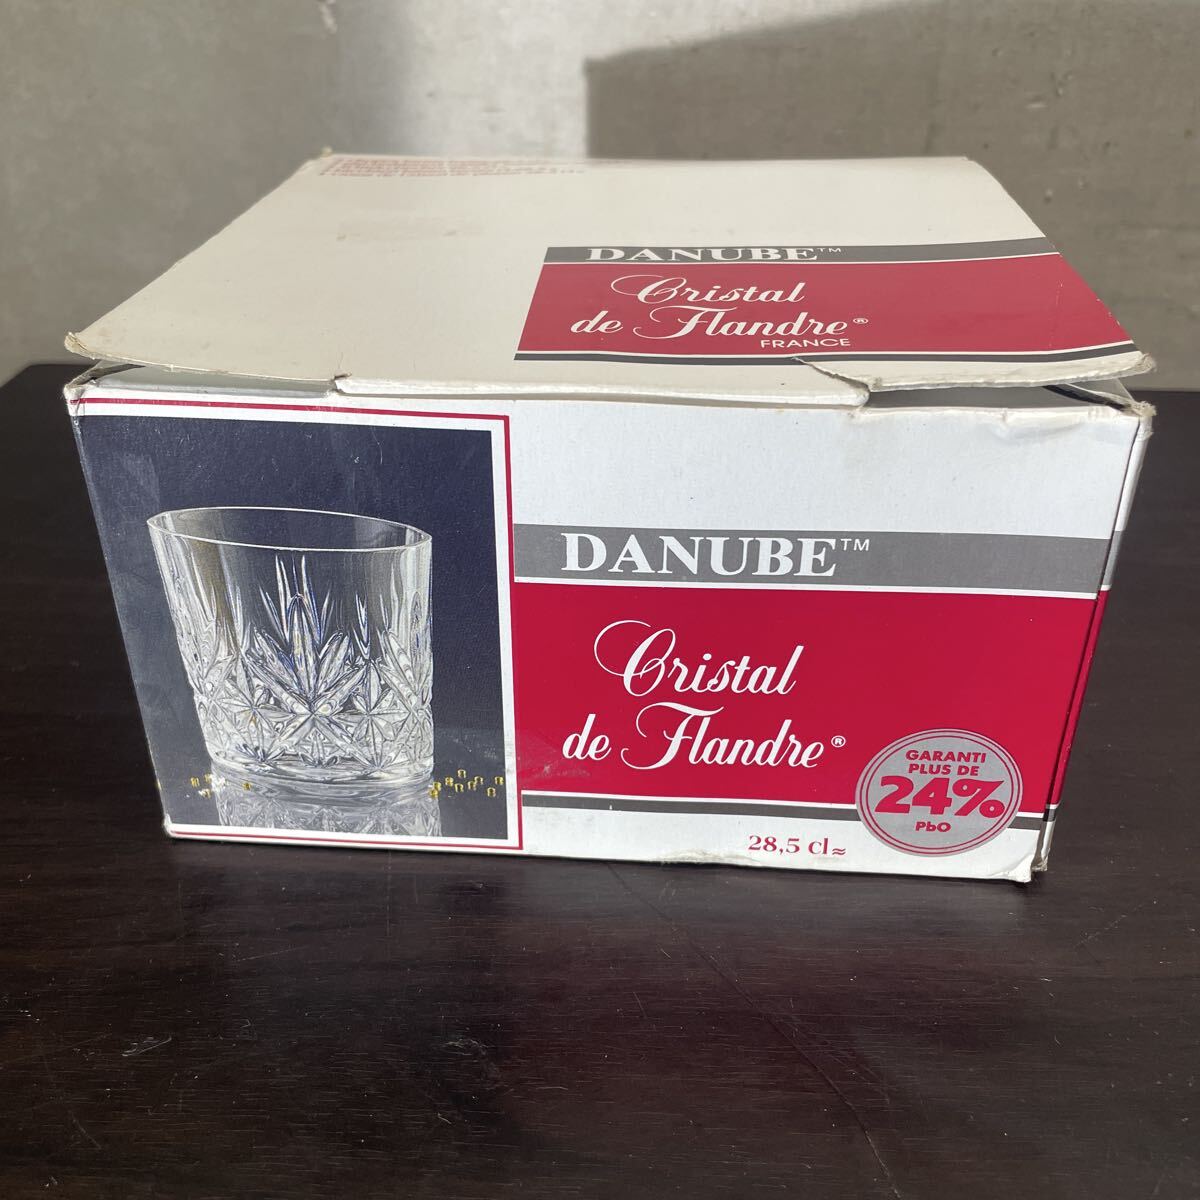 DANUBE™
Cristal
de Flandre®
FRANCE
DANUBE™
Cristal
de Flandre®
GARANTI
PLUS DE
24%
PbO
28,5 cl≈